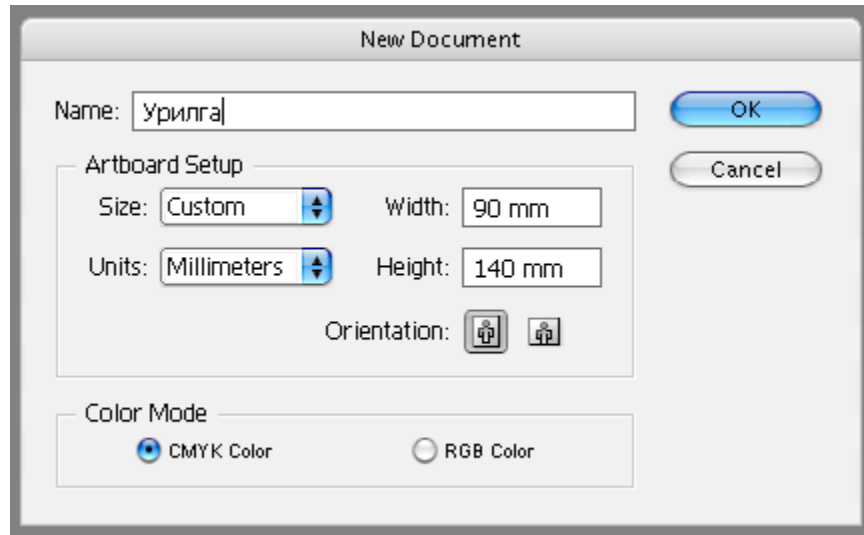 New Document
Name: Урилга
OK
Artboard Setup
Cancel
Size: Custom Width: 90 mm
Units: Millimeters Height: 140 mm
Orientation:
Color Mode
CMYK Color RGB Color